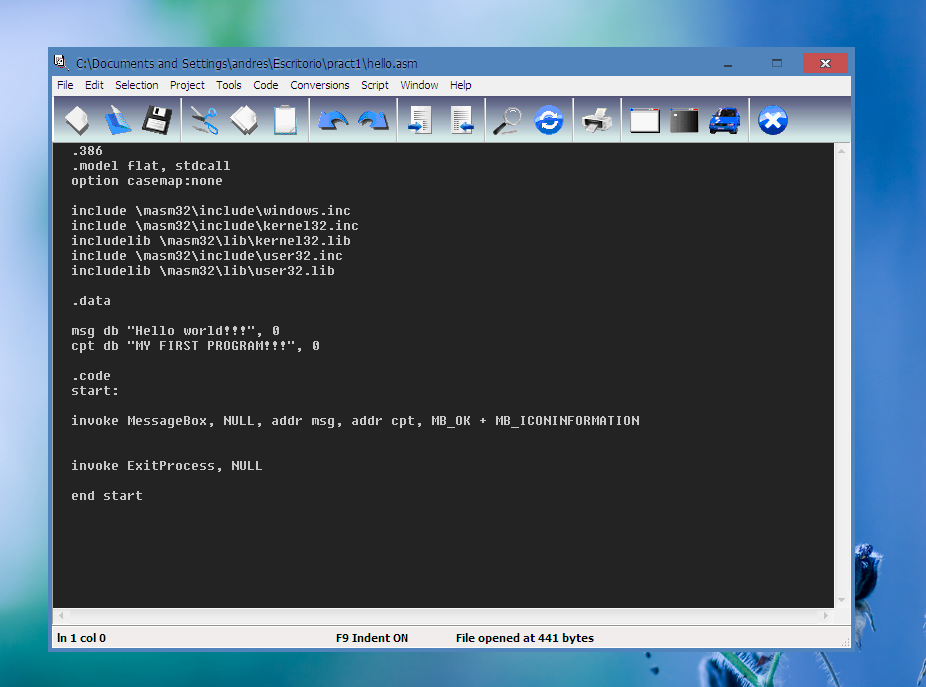 C:\Documents and Settings\andres\Escritorio\pract1\hello.asm
File Edit Selection Project Tools Code Conversions Script Window Help
.386
.model flat, stdcall
option casemap:none
include \masm32\include\windows.inc
include \masm32\include\kernel32.inc
includelib \masm32\lib\kernel32.lib
include \masm32\include\user32.inc
includelib \masm32\lib\user32.lib
.data
msg db "Hello world!!!", 0
cpt db "MY FIRST PROGRAM!!!", 0
.code
start:
invoke MessageBox, NULL, addr msg, addr cpt, MB_OK + MB_ICONINFORMATION
invoke ExitProcess, NULL
end start
ln 1 col 0 F9 Indent ON File opened at 441 bytes